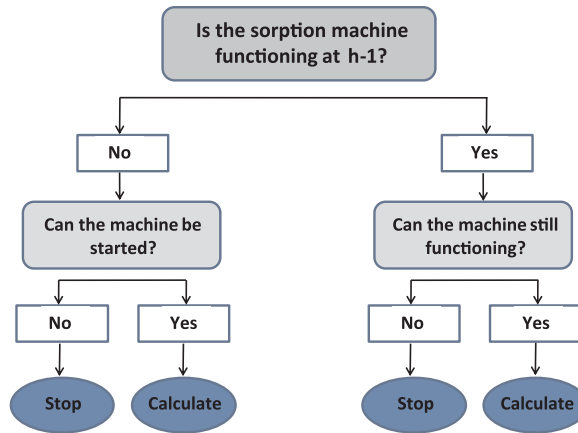 Is the sorption machine
functioning at h-1?
No
Yes
Can the machine be
started?
Can the machine still
functioning?
No
Yes
No
Yes
Stop
Calculate
Stop
Calculate